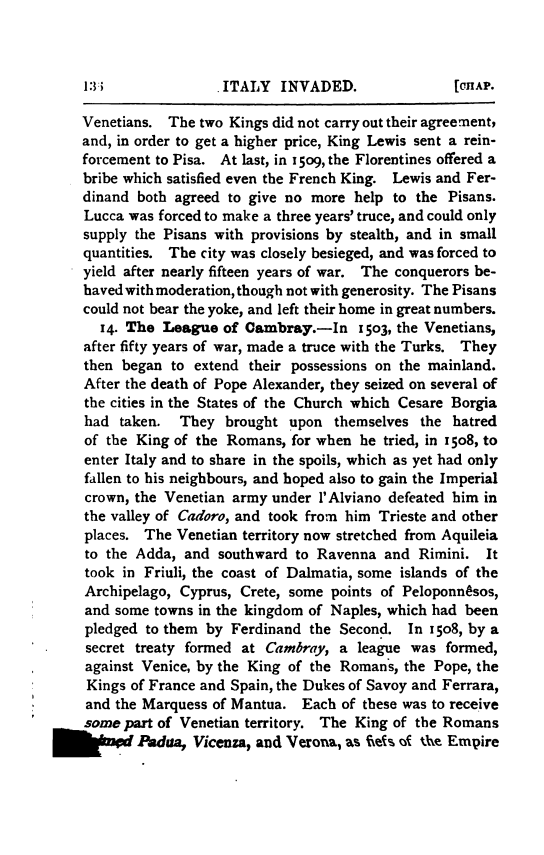 136 ITALY INVADED. [CHAP.
Venetians. The two Kings did not carry out their agreement,
and, in order to get a higher price, King Lewis sent a rein-
forcement to Pisa. At last, in 1509, the Florentines offered a
bribe which satisfied even the French King. Lewis and Fer-
dinand both agreed to give no more help to the Pisans.
Lucca was forced to make a three years' truce, and could only
supply the Pisans with provisions by stealth, and in small
quantities. The city was closely besieged, and was forced to
yield after nearly fifteen years of war. The conquerors be-
haved with moderation, though not with generosity. The Pisans
could not bear the yoke, and left their home in great numbers.
14. The League of Cambray.—In 1503, the Venetians,
after fifty years of war, made a truce with the Turks. They
then began to extend their possessions on the mainland.
After the death of Pope Alexander, they seized on several of
the cities in the States of the Church which Cesare Borgia
had taken. They brought upon themselves the hatred
of the King of the Romans, for when he tried, in 1508, to
enter Italy and to share in the spoils, which as yet had only
fallen to his neighbours, and hoped also to gain the Imperial
crown, the Venetian army under l'Alviano defeated him in
the valley of Cadoro, and took from him Trieste and other
places. The Venetian territory now stretched from Aquileia
to the Adda, and southward to Ravenna and Rimini. It
took in Friuli, the coast of Dalmatia, some islands of the
Archipelago, Cyprus, Crete, some points of Peloponnêsos,
and some towns in the kingdom of Naples, which had been
pledged to them by Ferdinand the Second. In 1508, by a
secret treaty formed at Cambray, a league was formed,
against Venice, by the King of the Romans, the Pope, the
Kings of France and Spain, the Dukes of Savoy and Ferrara,
and the Marquess of Mantua. Each of these was to receive
some part of Venetian territory. The King of the Romans
Padua, Vicenza, and Verona, as fiefs of the Empire